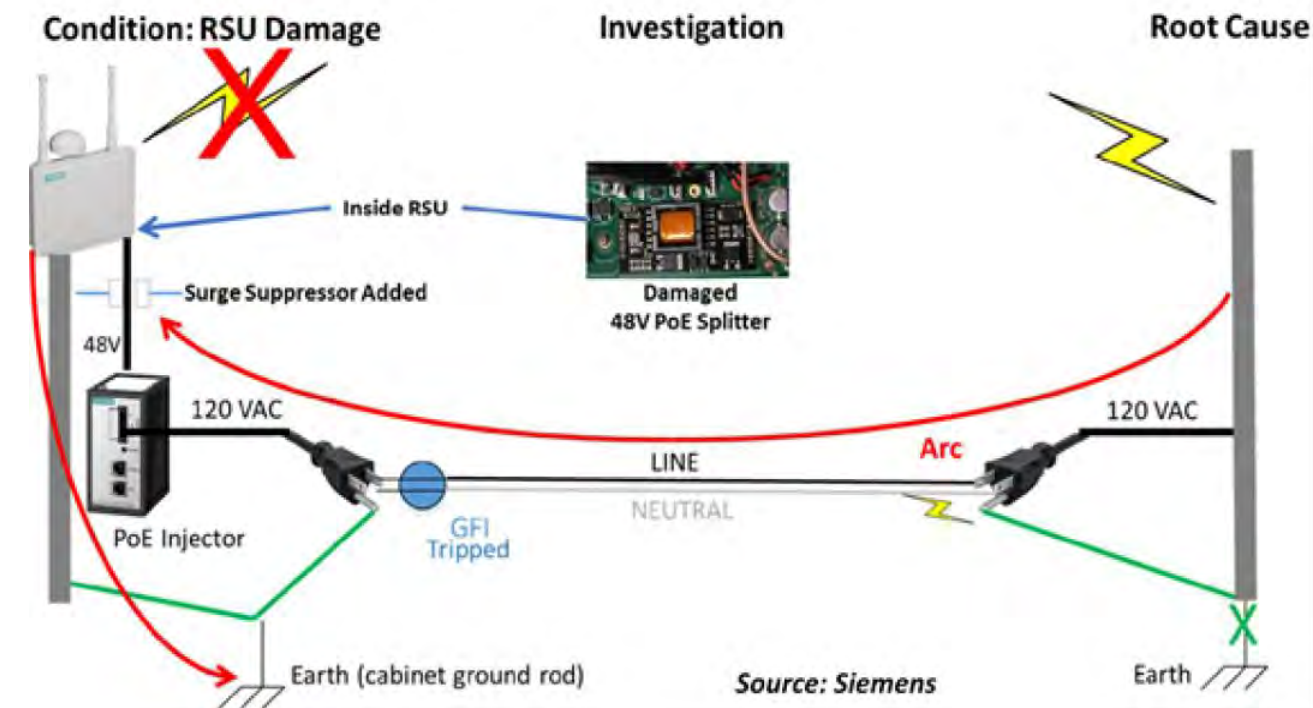 Condition: RSU Damage
Investigation
Root Cause
Inside RSU
Surge Suppressor Added
Damaged
48V PoE Splitter
48V
120 VAC
120 VAC
Arc
LINE
NEUTRAL
GFI
Tripped
PoE Injector
Earth (cabinet ground rod)
Source: Siemens
Earth